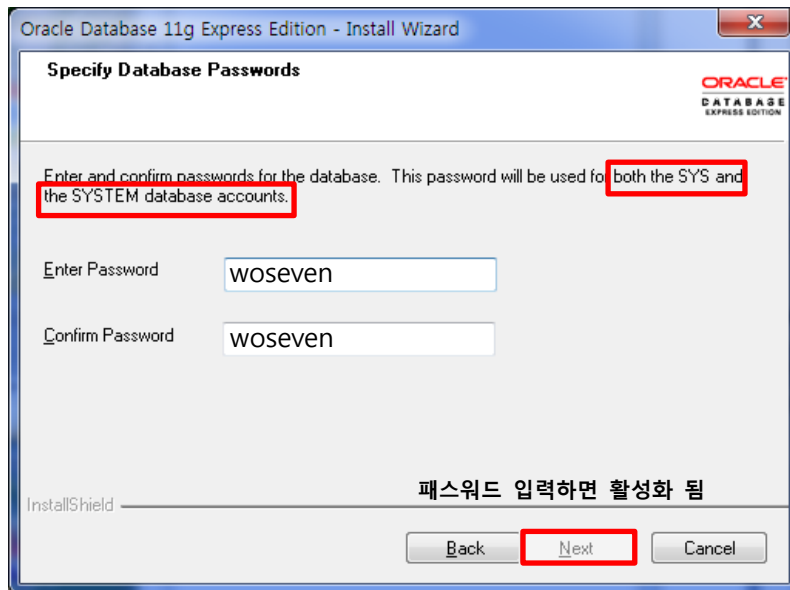 Oracle Database 11g Express Edition - Install Wizard
Specify Database Passwords
ORACLE
DATABASE
EXPRESS EDITION
Enter and confirm passwords for the database. This password will be used for both the SYS and
the SYSTEM database accounts.
Enter Password
woseven
Confirm Password
woseven
패스워드 입력하면 활성화 됨
InstallShield
Back
Next
Cancel